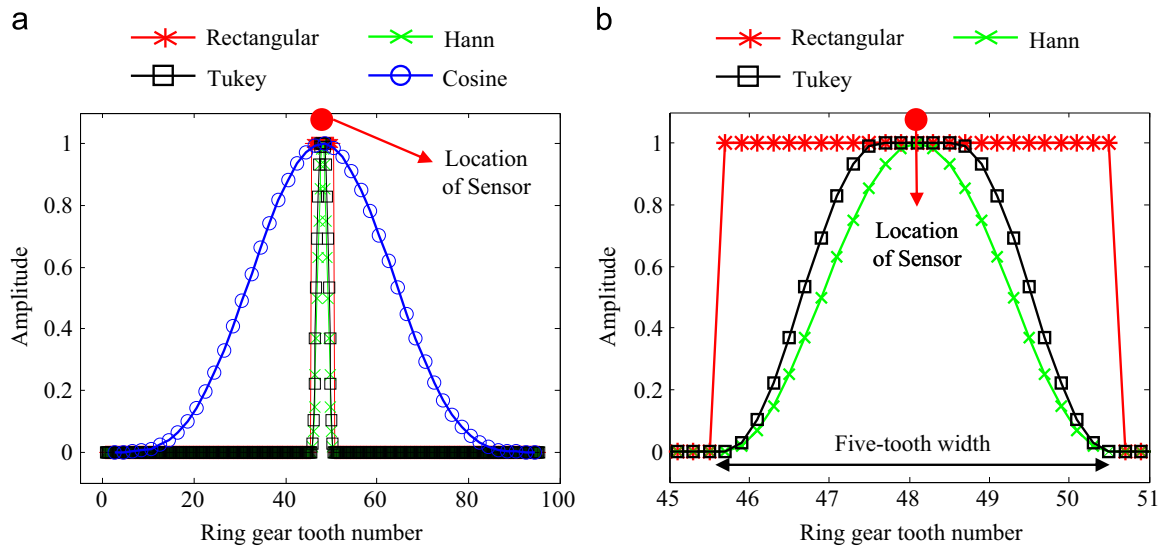 a
Rectangular
Hann
Tukey
Cosine
1
0.8
0.6
0.4
0.2
0
Amplitude
Location
of Sensor
0
20
40
60
80
100
Ring gear tooth number
b
Rectangular
Hann
Tukey
1
0.8
0.6
0.4
0.2
0
Amplitude
Location
of Sensor
Five-tooth width
45
46
47
48
49
50
51
Ring gear tooth number